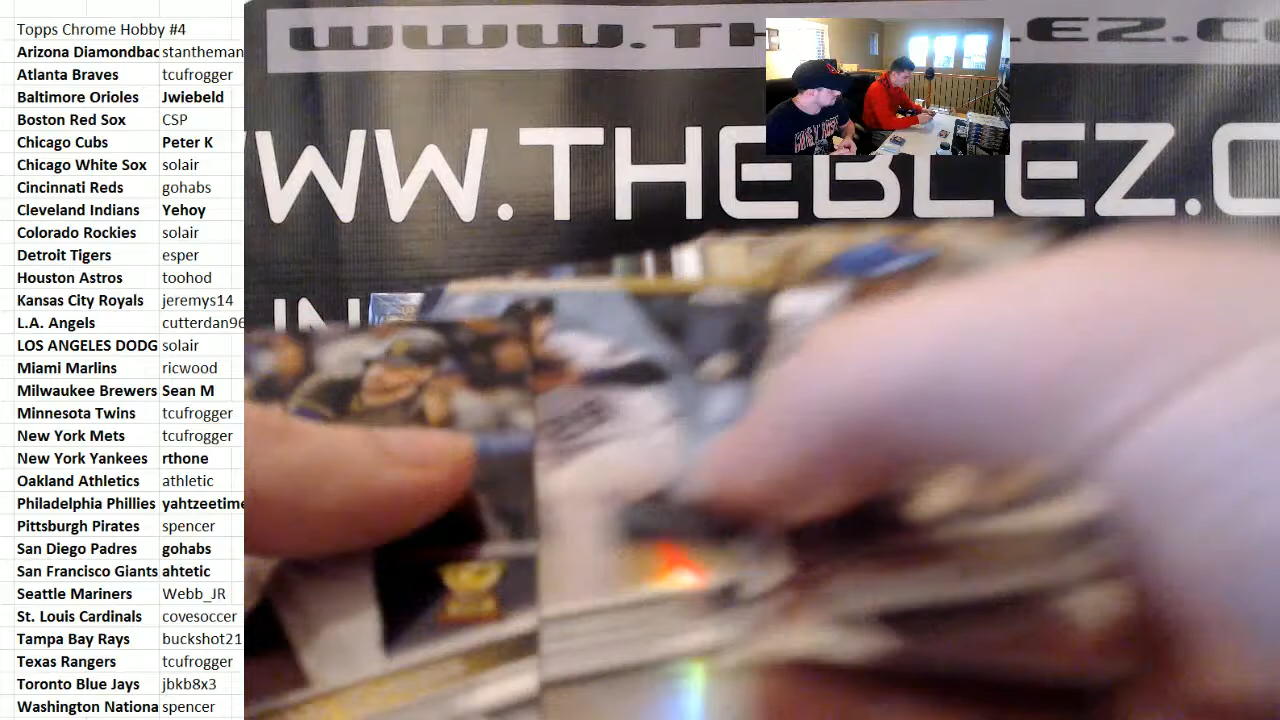 Topps Chrome Hobby #4
Arizona Diamondbac stantheman
Atlanta Braves tcufrogger
Baltimore Orioles Jwiebeld
Boston Red Sox CSP
Chicago Cubs Peter K
Chicago White Sox solair
Cincinnati Reds gohabs
Cleveland Indians Yehoy
Colorado Rockies solair
Detroit Tigers esper
Houston Astros toohod
Kansas City Royals jeremys14
L.A. Angels cutterdan96
LOS ANGELES DODG solair
Miami Marlins ricwood
Milwaukee Brewers Sean M
Minnesota Twins tcufrogger
New York Mets tcufrogger
New York Yankees rthone
Oakland Athletics athletic
Philadelphia Phillies yahtzeetime
Pittsburgh Pirates spencer
San Diego Padres gohabs
San Francisco Giants ahtetic
Seattle Mariners Webb_JR
St. Louis Cardinals covesoccer
Tampa Bay Rays buckshot21
Texas Rangers tcufrogger
Toronto Blue Jays jbkb8x3
Washington Nationa spencer
WWW.TH EZ.C
WW.THEBLEZ.C
IN